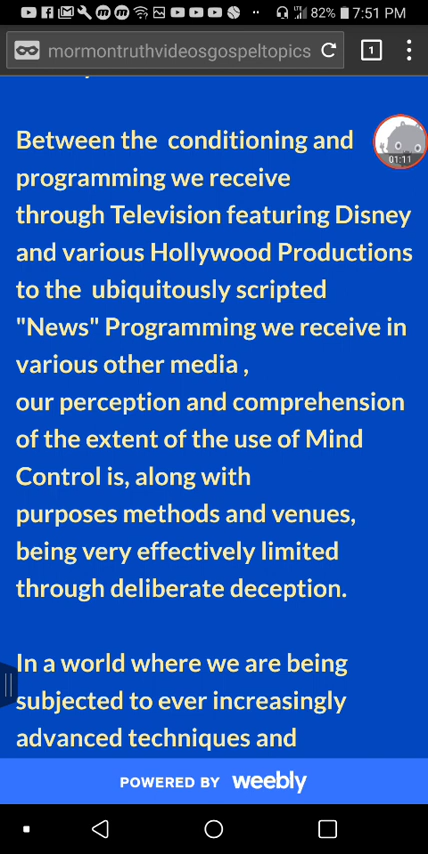 82% 7:51 PM
mormontruthvideosgospeltopics
1
01:11
Between the conditioning and
programming we receive
through Television featuring Disney
and various Hollywood Productions
to the ubiquitously scripted
"News" Programming we receive in
various other media ,
our perception and comprehension
of the extent of the use of Mind
Control is, along with
purposes methods and venues,
being very effectively limited
through deliberate deception.
In a world where we are being
subjected to ever increasingly
advanced techniques and
POWERED BY weebly